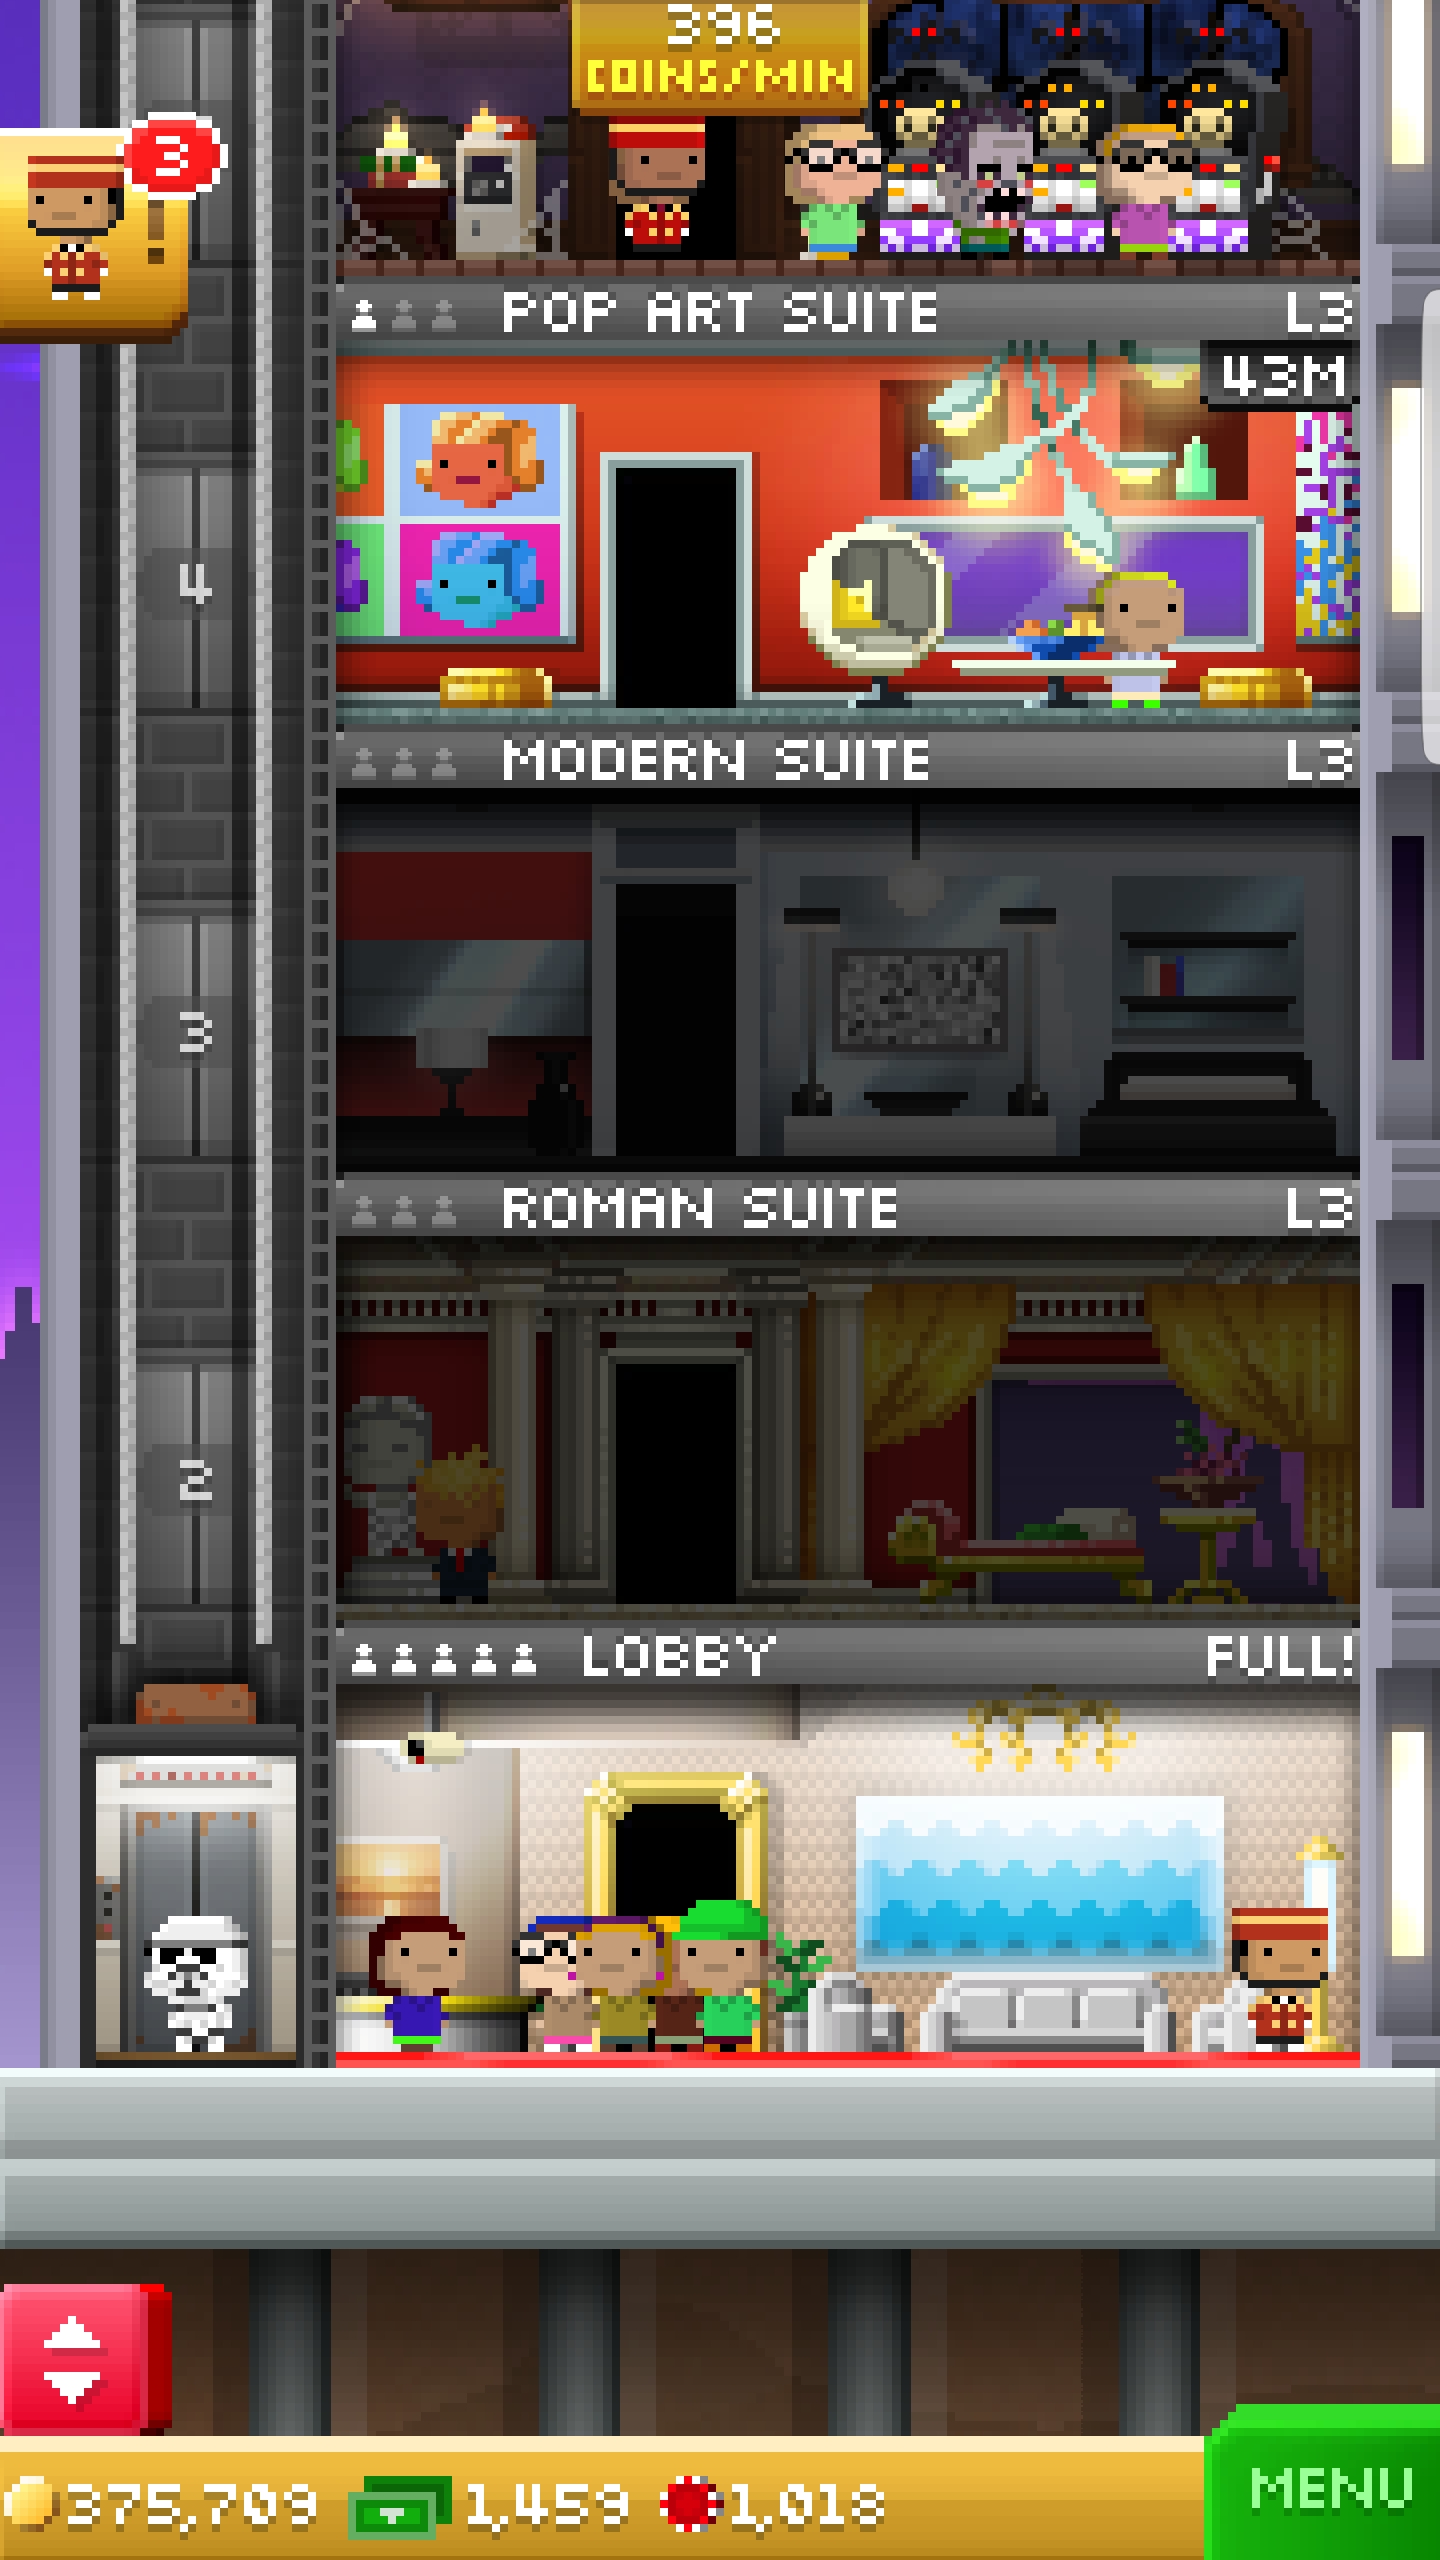 396
COINS/MIN
3
POP ART SUITE L3
43M
4
MODERN SUITE L3
3
ROMAN SUITE L3
2
LOBBY FULL!
375,709 1,459 1,018
MENU